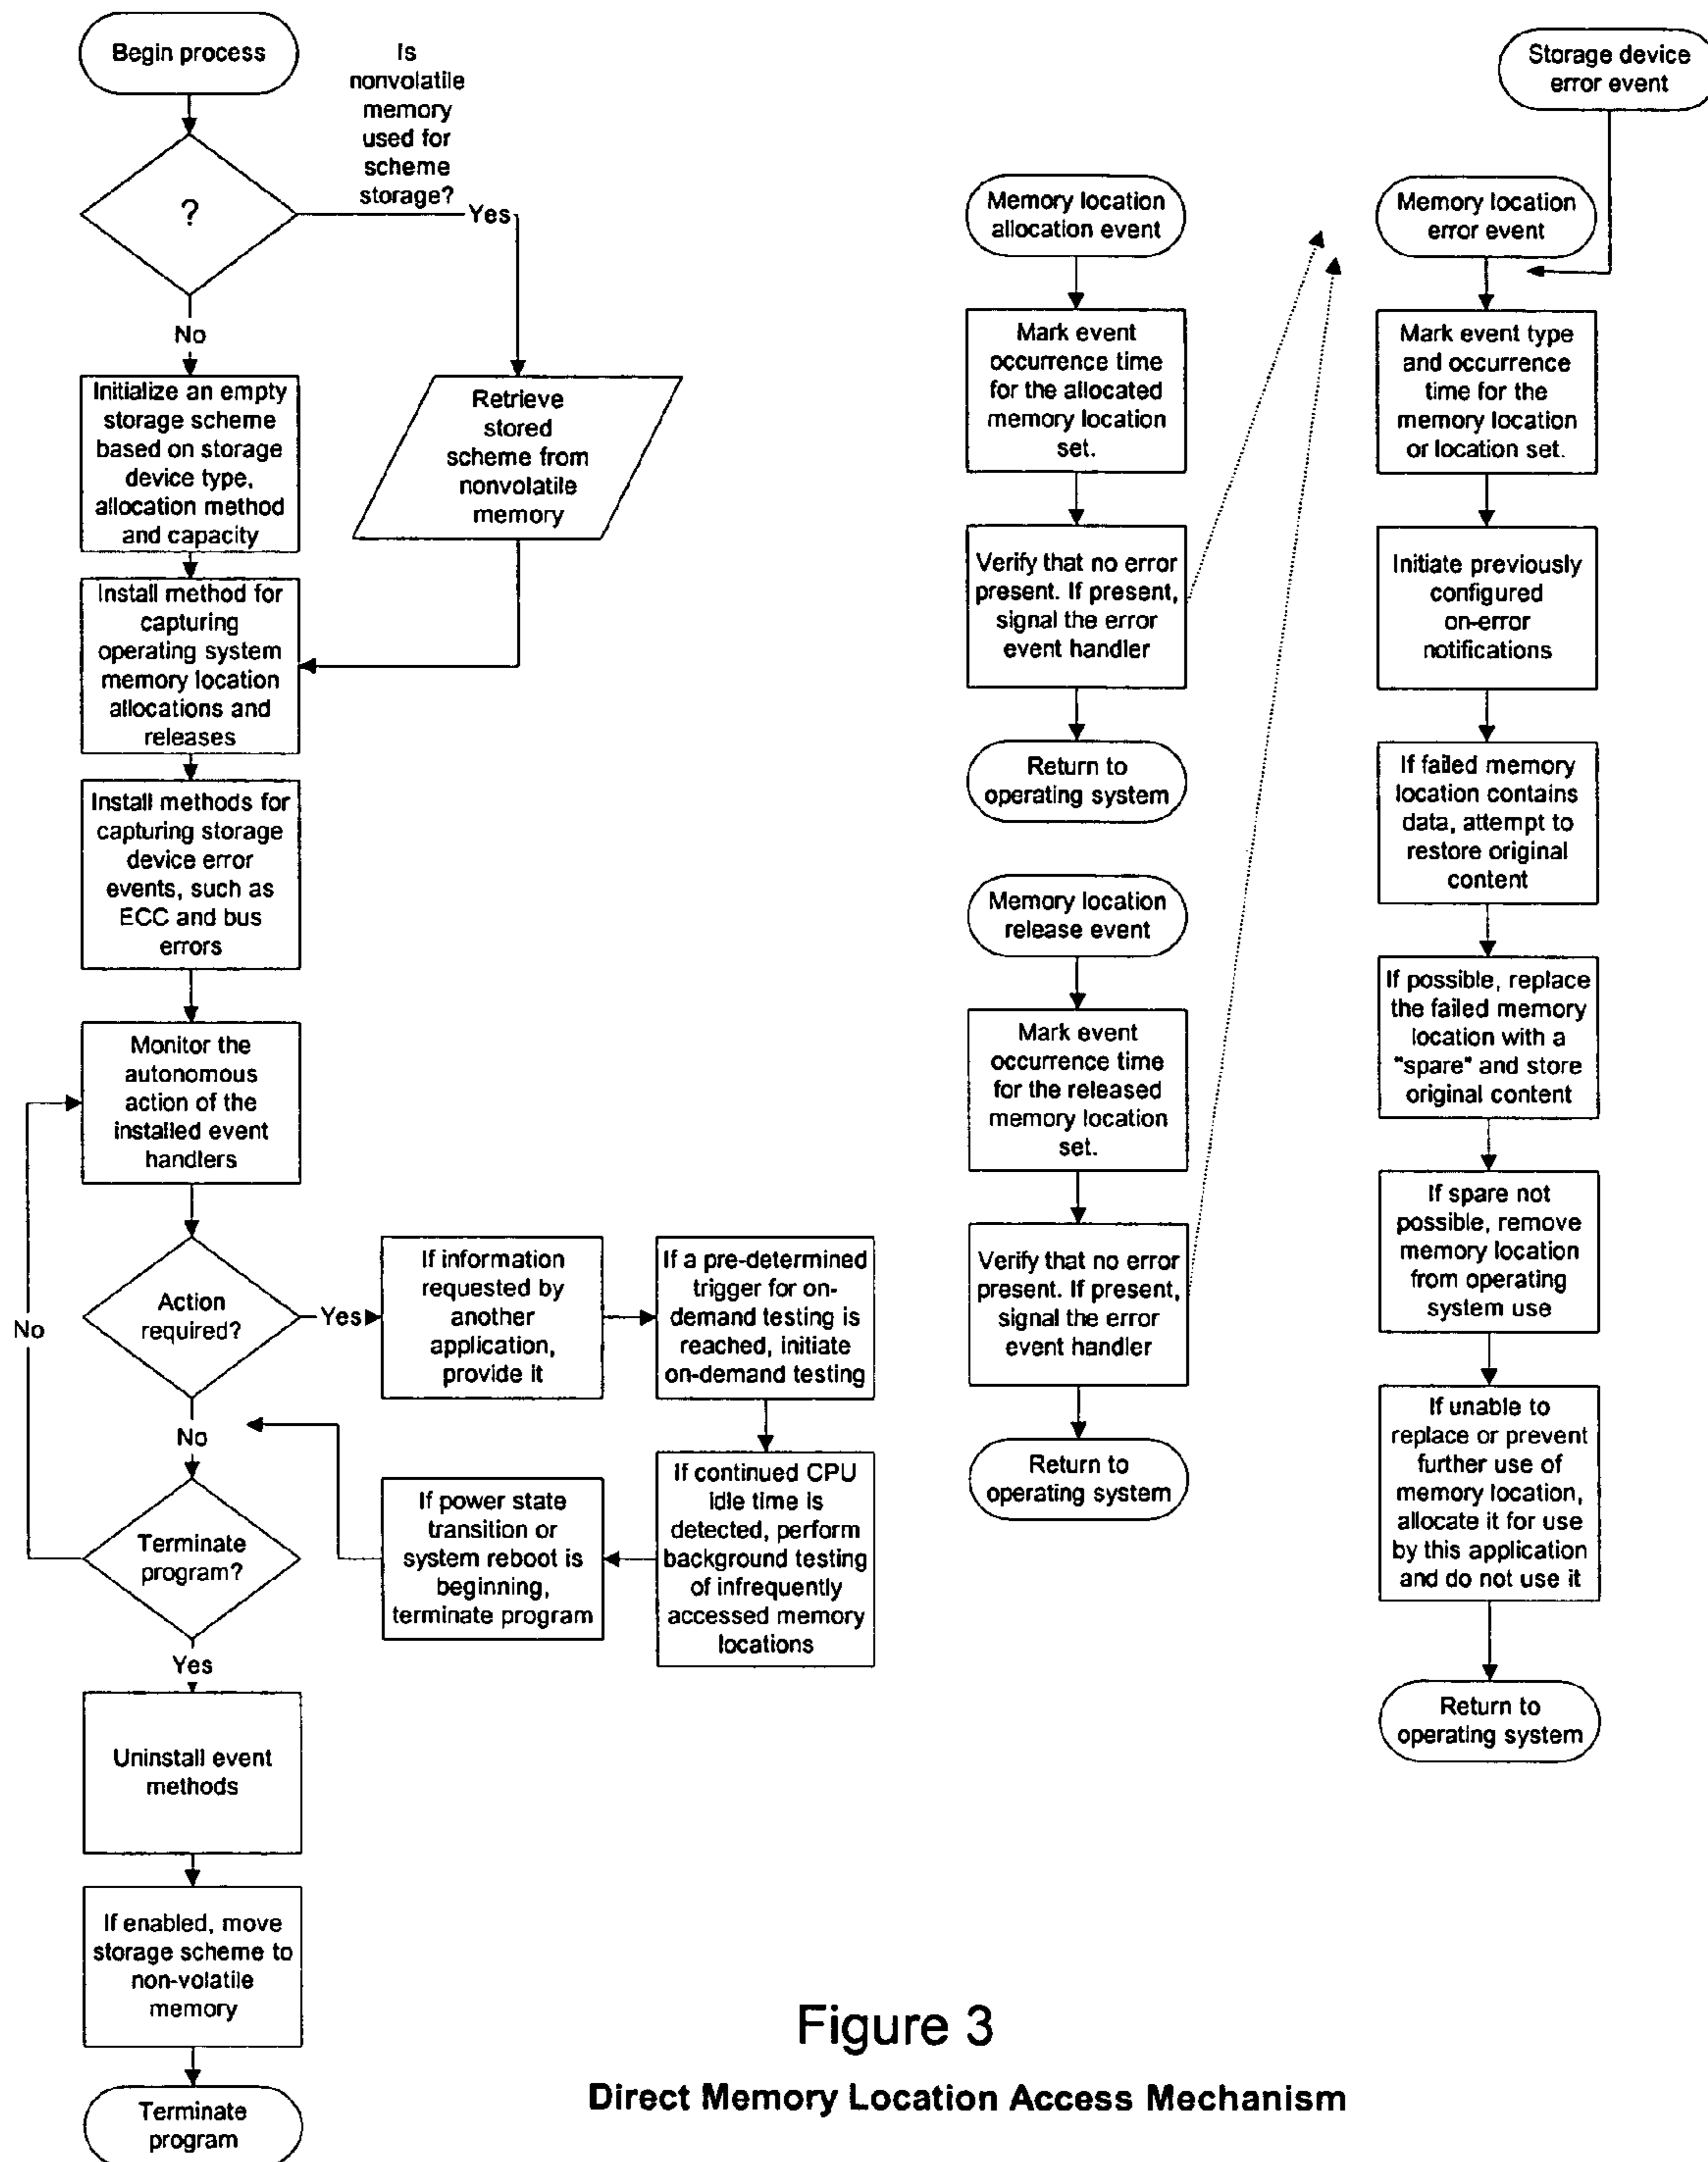 Begin process
Is
nonvolatile
memory
used for
scheme
storage?
?
Yes
No
Initialize an empty
storage scheme
based on storage
device type,
allocation method
and capacity
Retrieve
stored
scheme from
nonvolatile
memory
Install method for
capturing
operating system
memory location
allocations and
releases
Install methods for
capturing storage
device error
events, such as
ECC and bus
errors
Monitor the
autonomous
action of the
installed event
handlers
Action
required?
Yes
If information
requested by
another
application,
provide it
If a pre-determined
trigger for on-
demand testing is
reached, initiate
on-demand testing
If continued CPU
idle time is
detected, perform
background testing
of infrequently
accessed memory
locations
If power state
transition or
system reboot is
beginning,
terminate program
No
No
Terminate
program?
Yes
Uninstall event
methods
If enabled, move
storage scheme to
non-volatile
memory
Terminate
program
Memory location
allocation event
Mark event
occurrence time
for the allocated
memory location
set.
Verify that no error
present. If present,
signal the error
event handler
Return to
operating system
Memory location
release event
Mark event
occurrence time
for the released
memory location
set.
Verify that no error
present. If present,
signal the error
event handler
Return to
operating system
Storage device
error event
Memory location
error event
Mark event type
and occurrence
time for the
memory location
or location set.
Initiate previously
configured
on-error
notifications
If failed memory
location contains
data, attempt to
restore original
content
If possible, replace
the failed memory
location with a
"spare" and store
original content
If spare not
possible, remove
memory location
from operating
system use
If unable to
replace or prevent
further use of
memory location,
allocate it for use
by this application
and do not use it
Return to
operating system
Figure 3
Direct Memory Location Access Mechanism